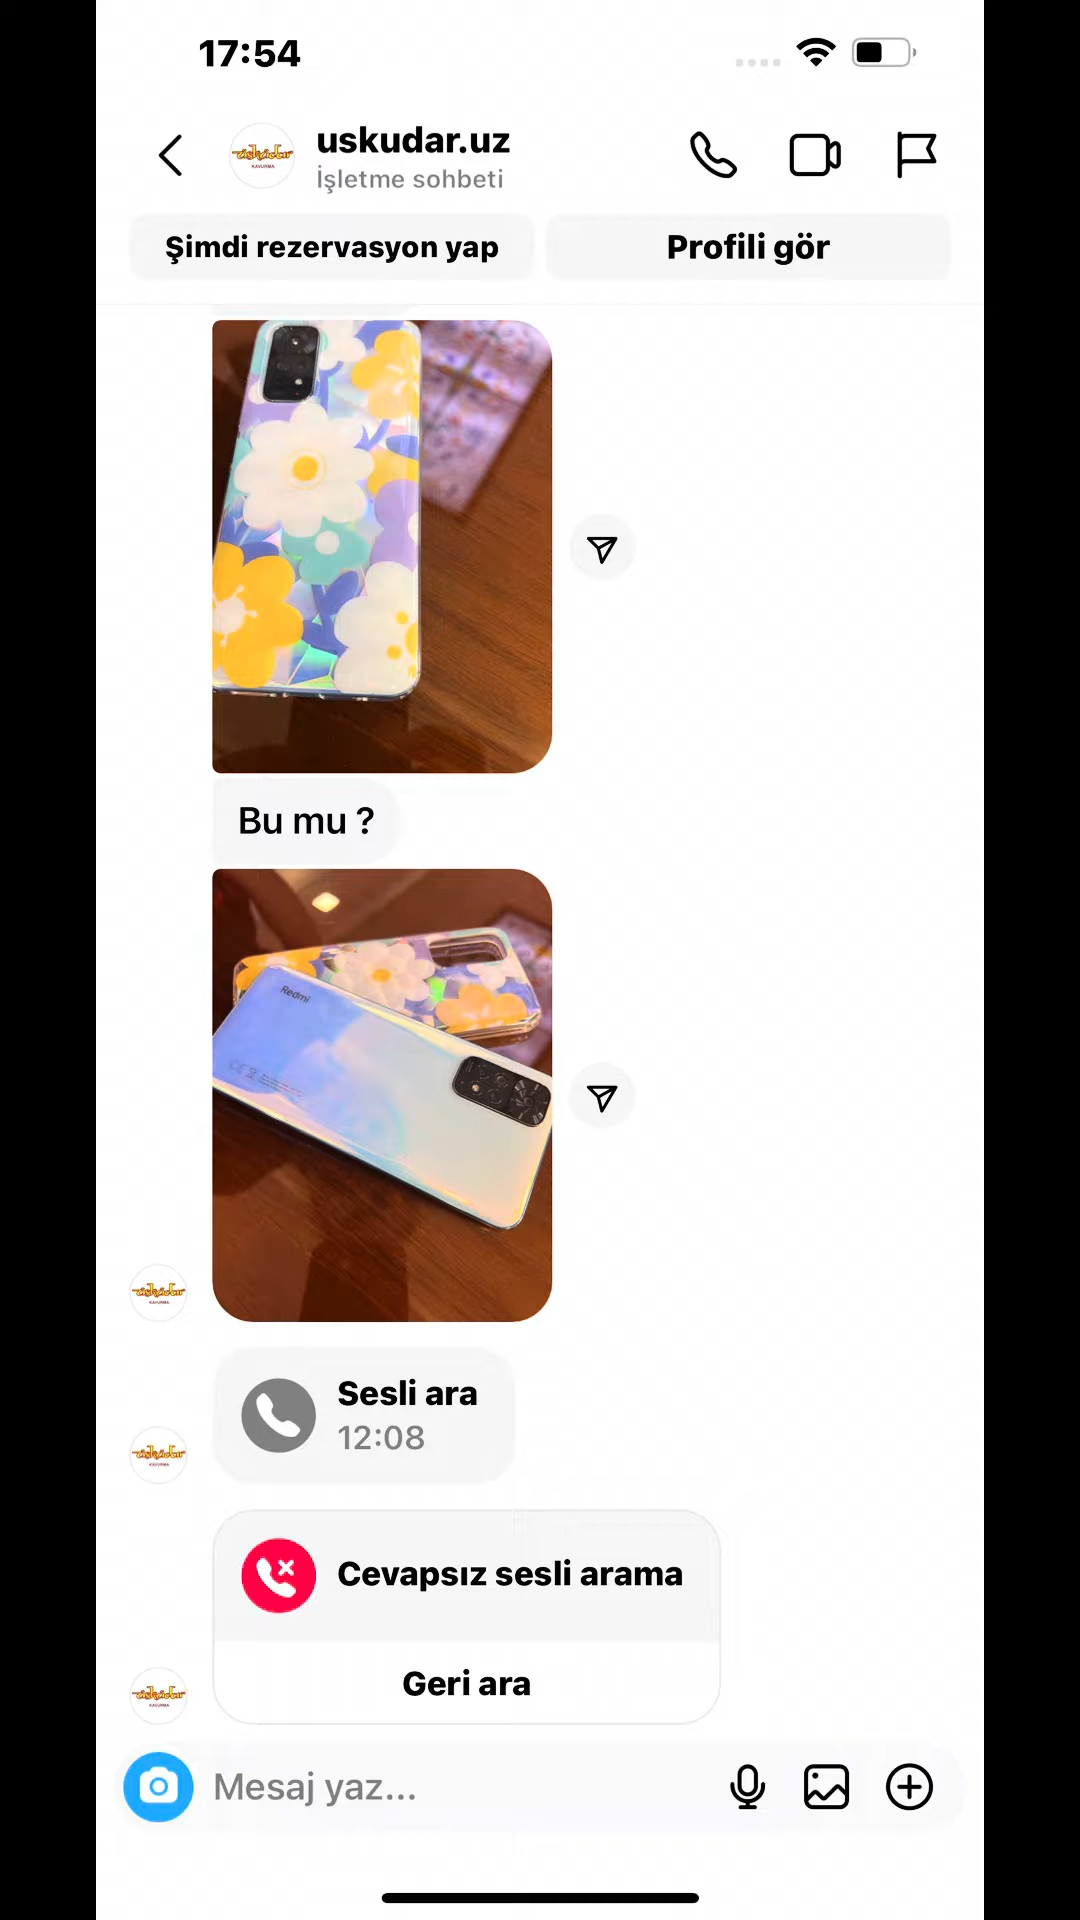 17:54
uskudar.uz
İşletme sohbeti
Şimdi rezervasyon yap
Profili gör
Bu mu ?
Redmi
Sesli ara
12:08
Cevapsız sesli arama
Geri ara
Mesaj yaz...